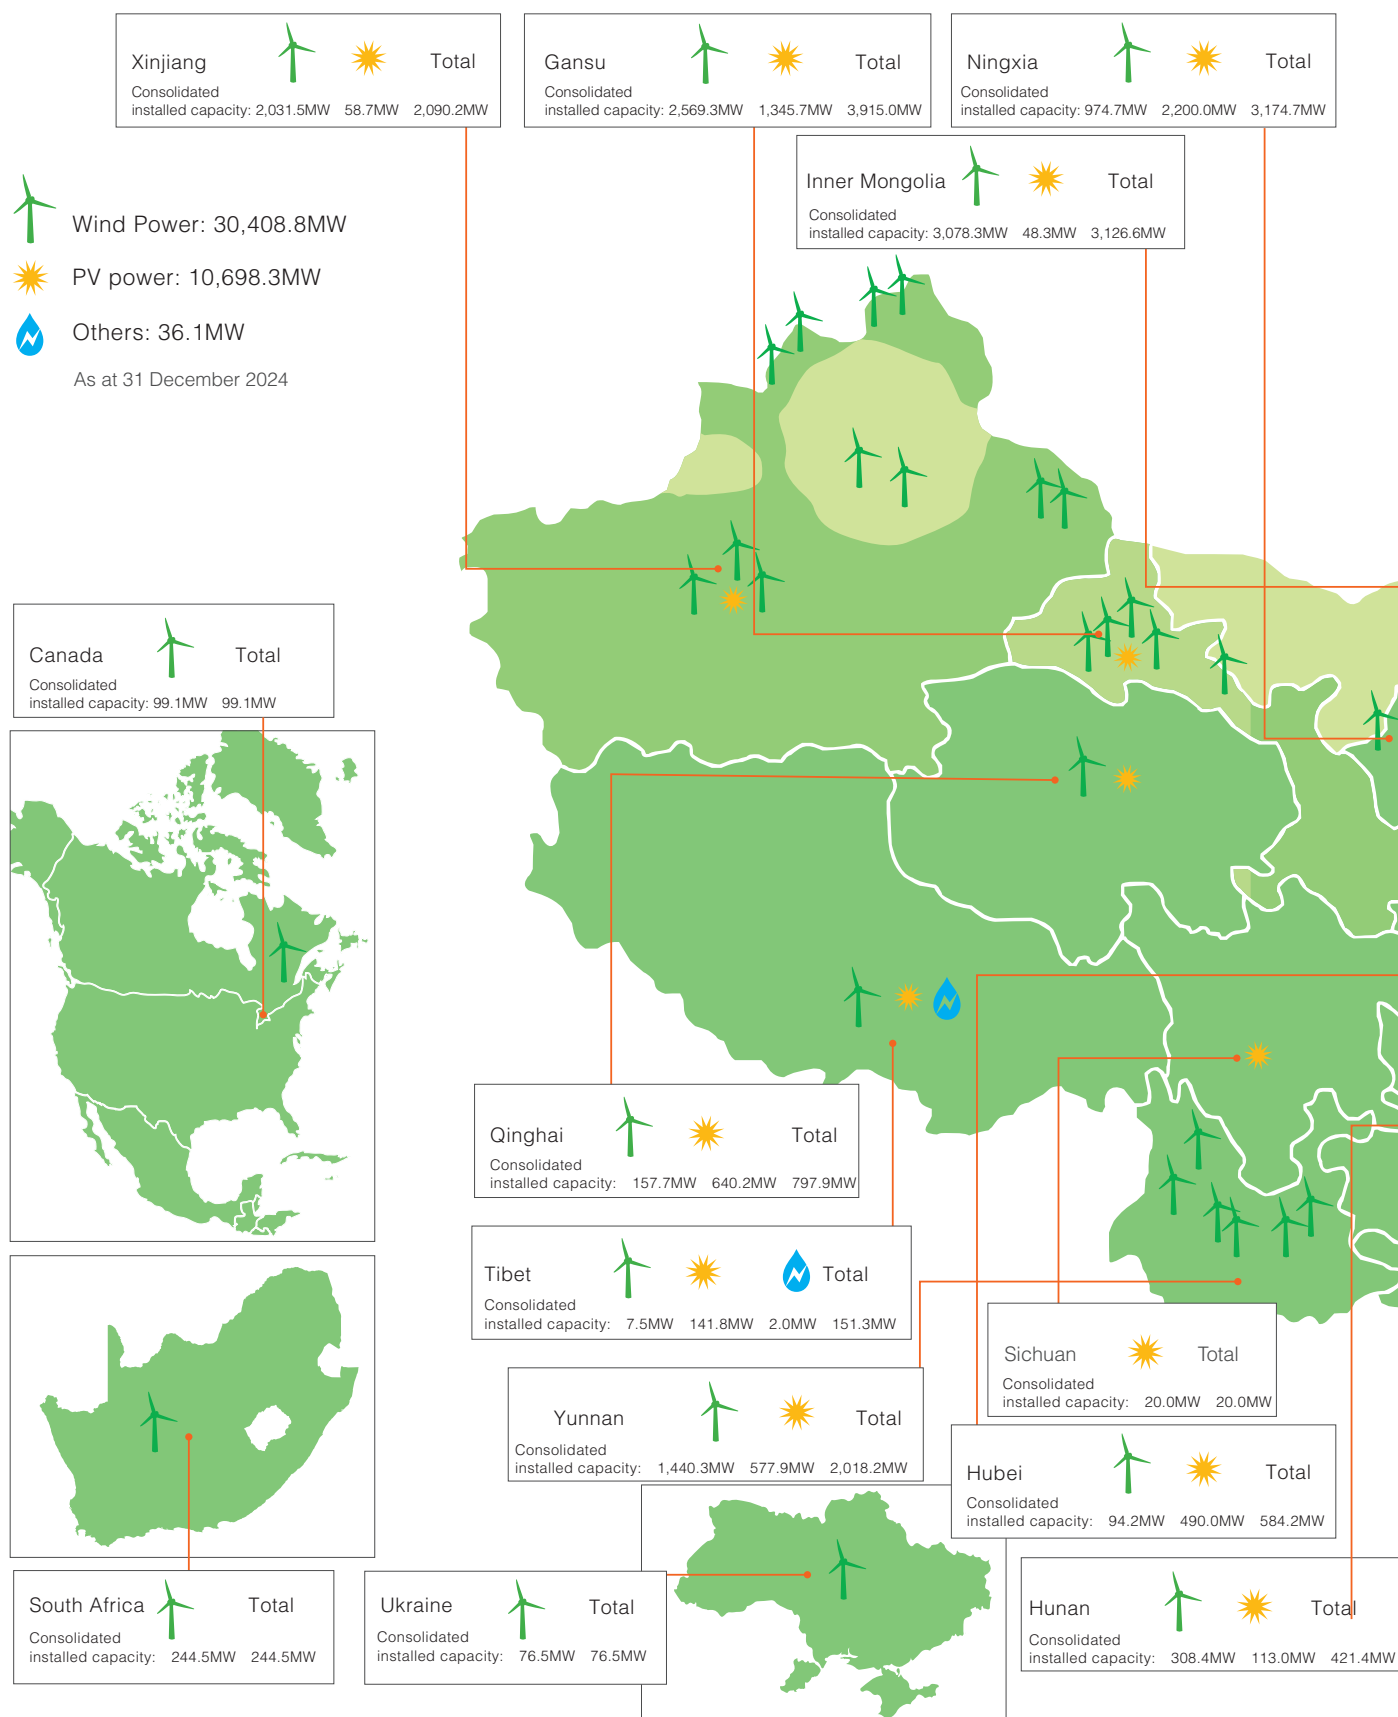 Xinjiang Total
Consolidated
installed capacity: 2,031.5MW 58.7MW 2,090.2MW
Gansu Total
Consolidated
installed capacity: 2,569.3MW 1,345.7MW 3,915.0MW
Ningxia Total
Consolidated
installed capacity: 974.7MW 2,200.0MW 3,174.7MW
Inner Mongolia Total
Consolidated
installed capacity: 3,078.3MW 48.3MW 3,126.6MW
Wind Power: 30,408.8MW
PV power: 10,698.3MW
Others: 36.1MW
As at 31 December 2024
Canada Total
Consolidated
installed capacity: 99.1MW 99.1MW
Qinghai Total
Consolidated
installed capacity: 157.7MW 640.2MW 797.9MW
Tibet Total
Consolidated
installed capacity: 7.5MW 141.8MW 2.0MW 151.3MW
Sichuan Total
Consolidated
installed capacity: 20.0MW 20.0MW
Yunnan Total
Consolidated
installed capacity: 1,440.3MW 577.9MW 2,018.2MW
Hubei Total
Consolidated
installed capacity: 94.2MW 490.0MW 584.2MW
South Africa Total
Consolidated
installed capacity: 244.5MW 244.5MW
Ukraine Total
Consolidated
installed capacity: 76.5MW 76.5MW
Hunan Total
Consolidated
installed capacity: 308.4MW 113.0MW 421.4MW